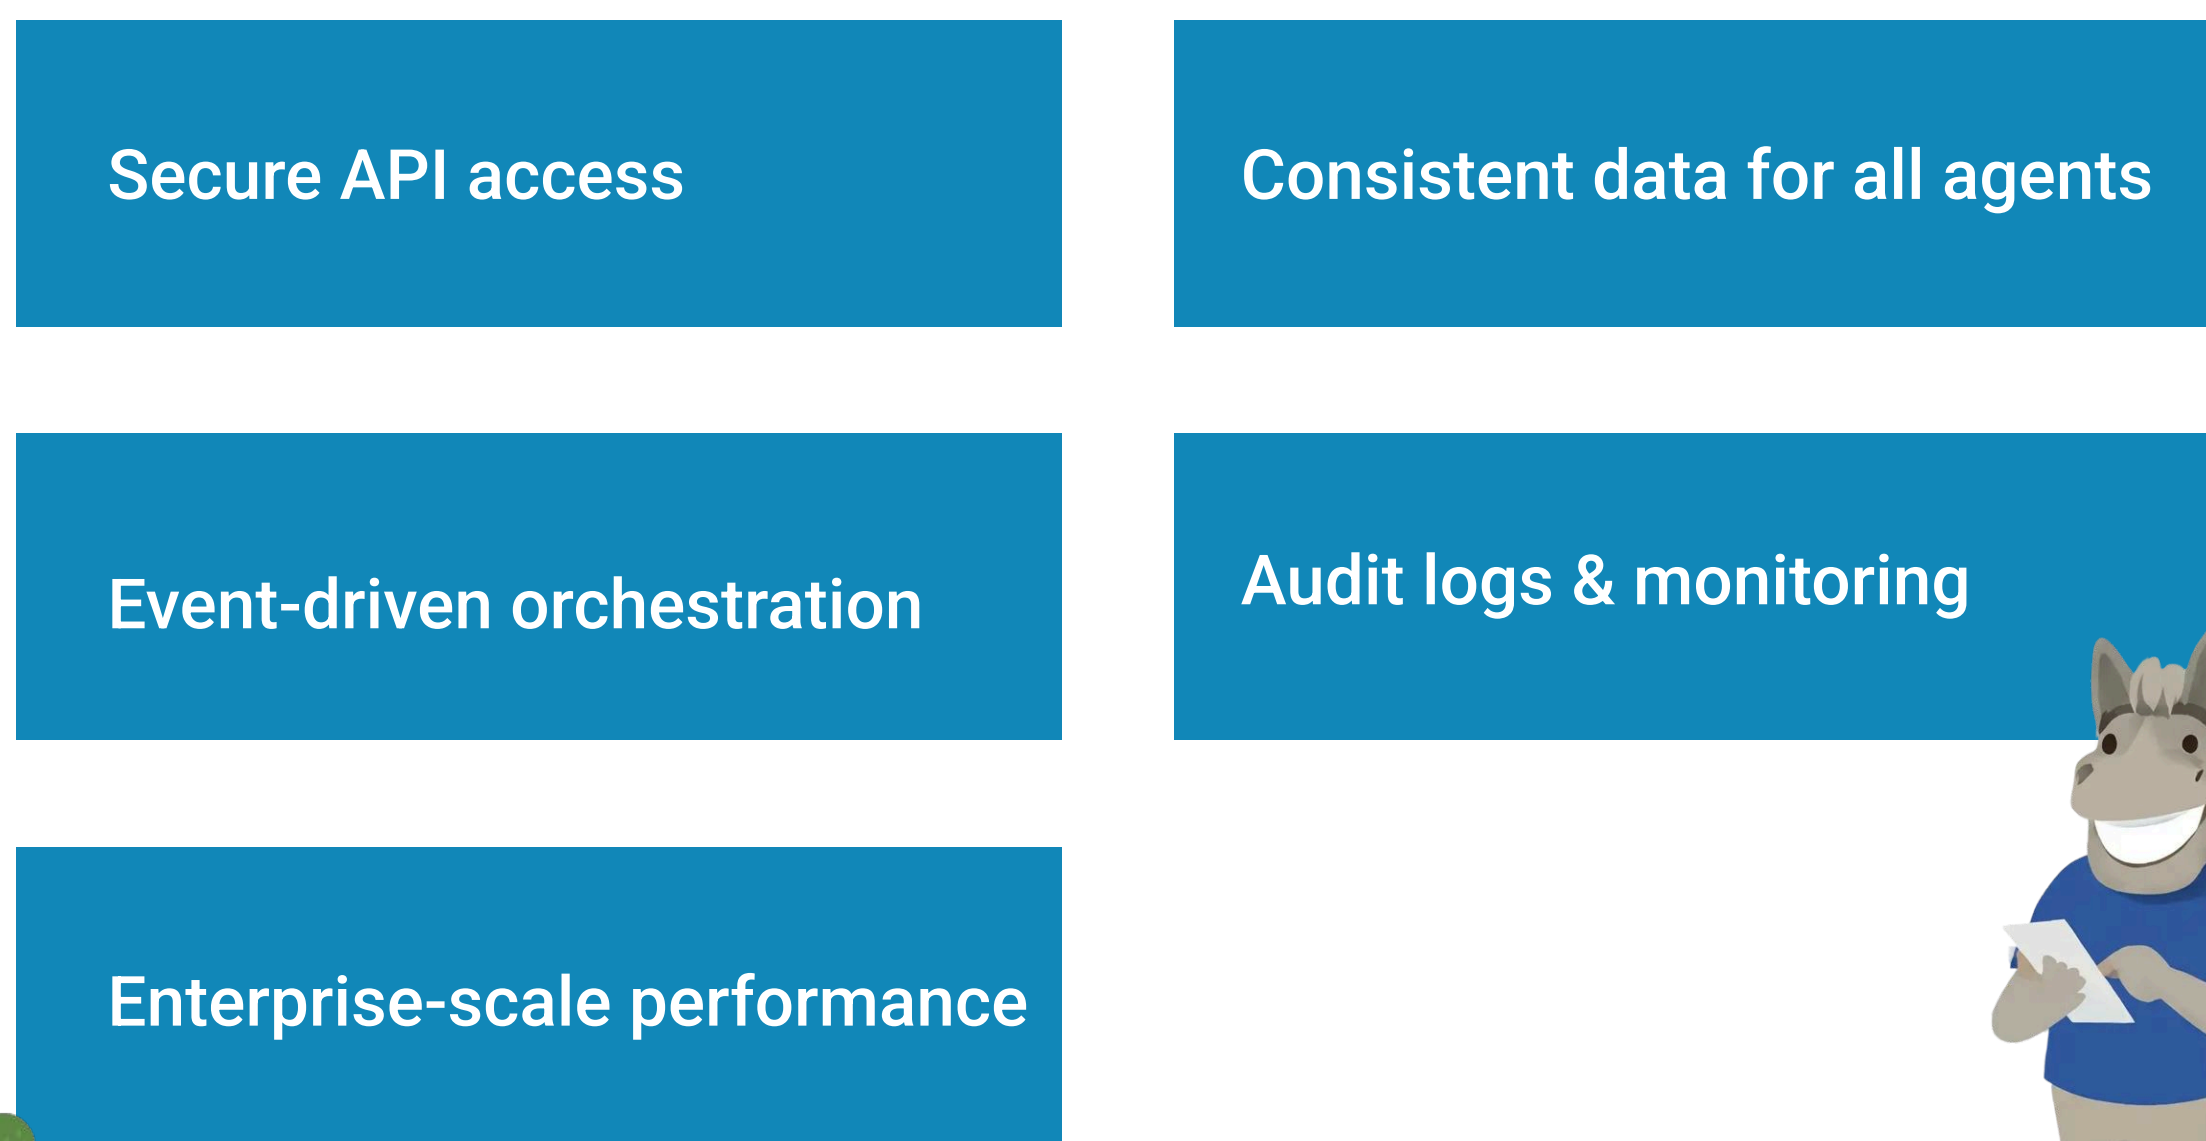 Secure API access
Consistent data for all agents
Event-driven orchestration
Audit logs & monitoring
Enterprise-scale performance